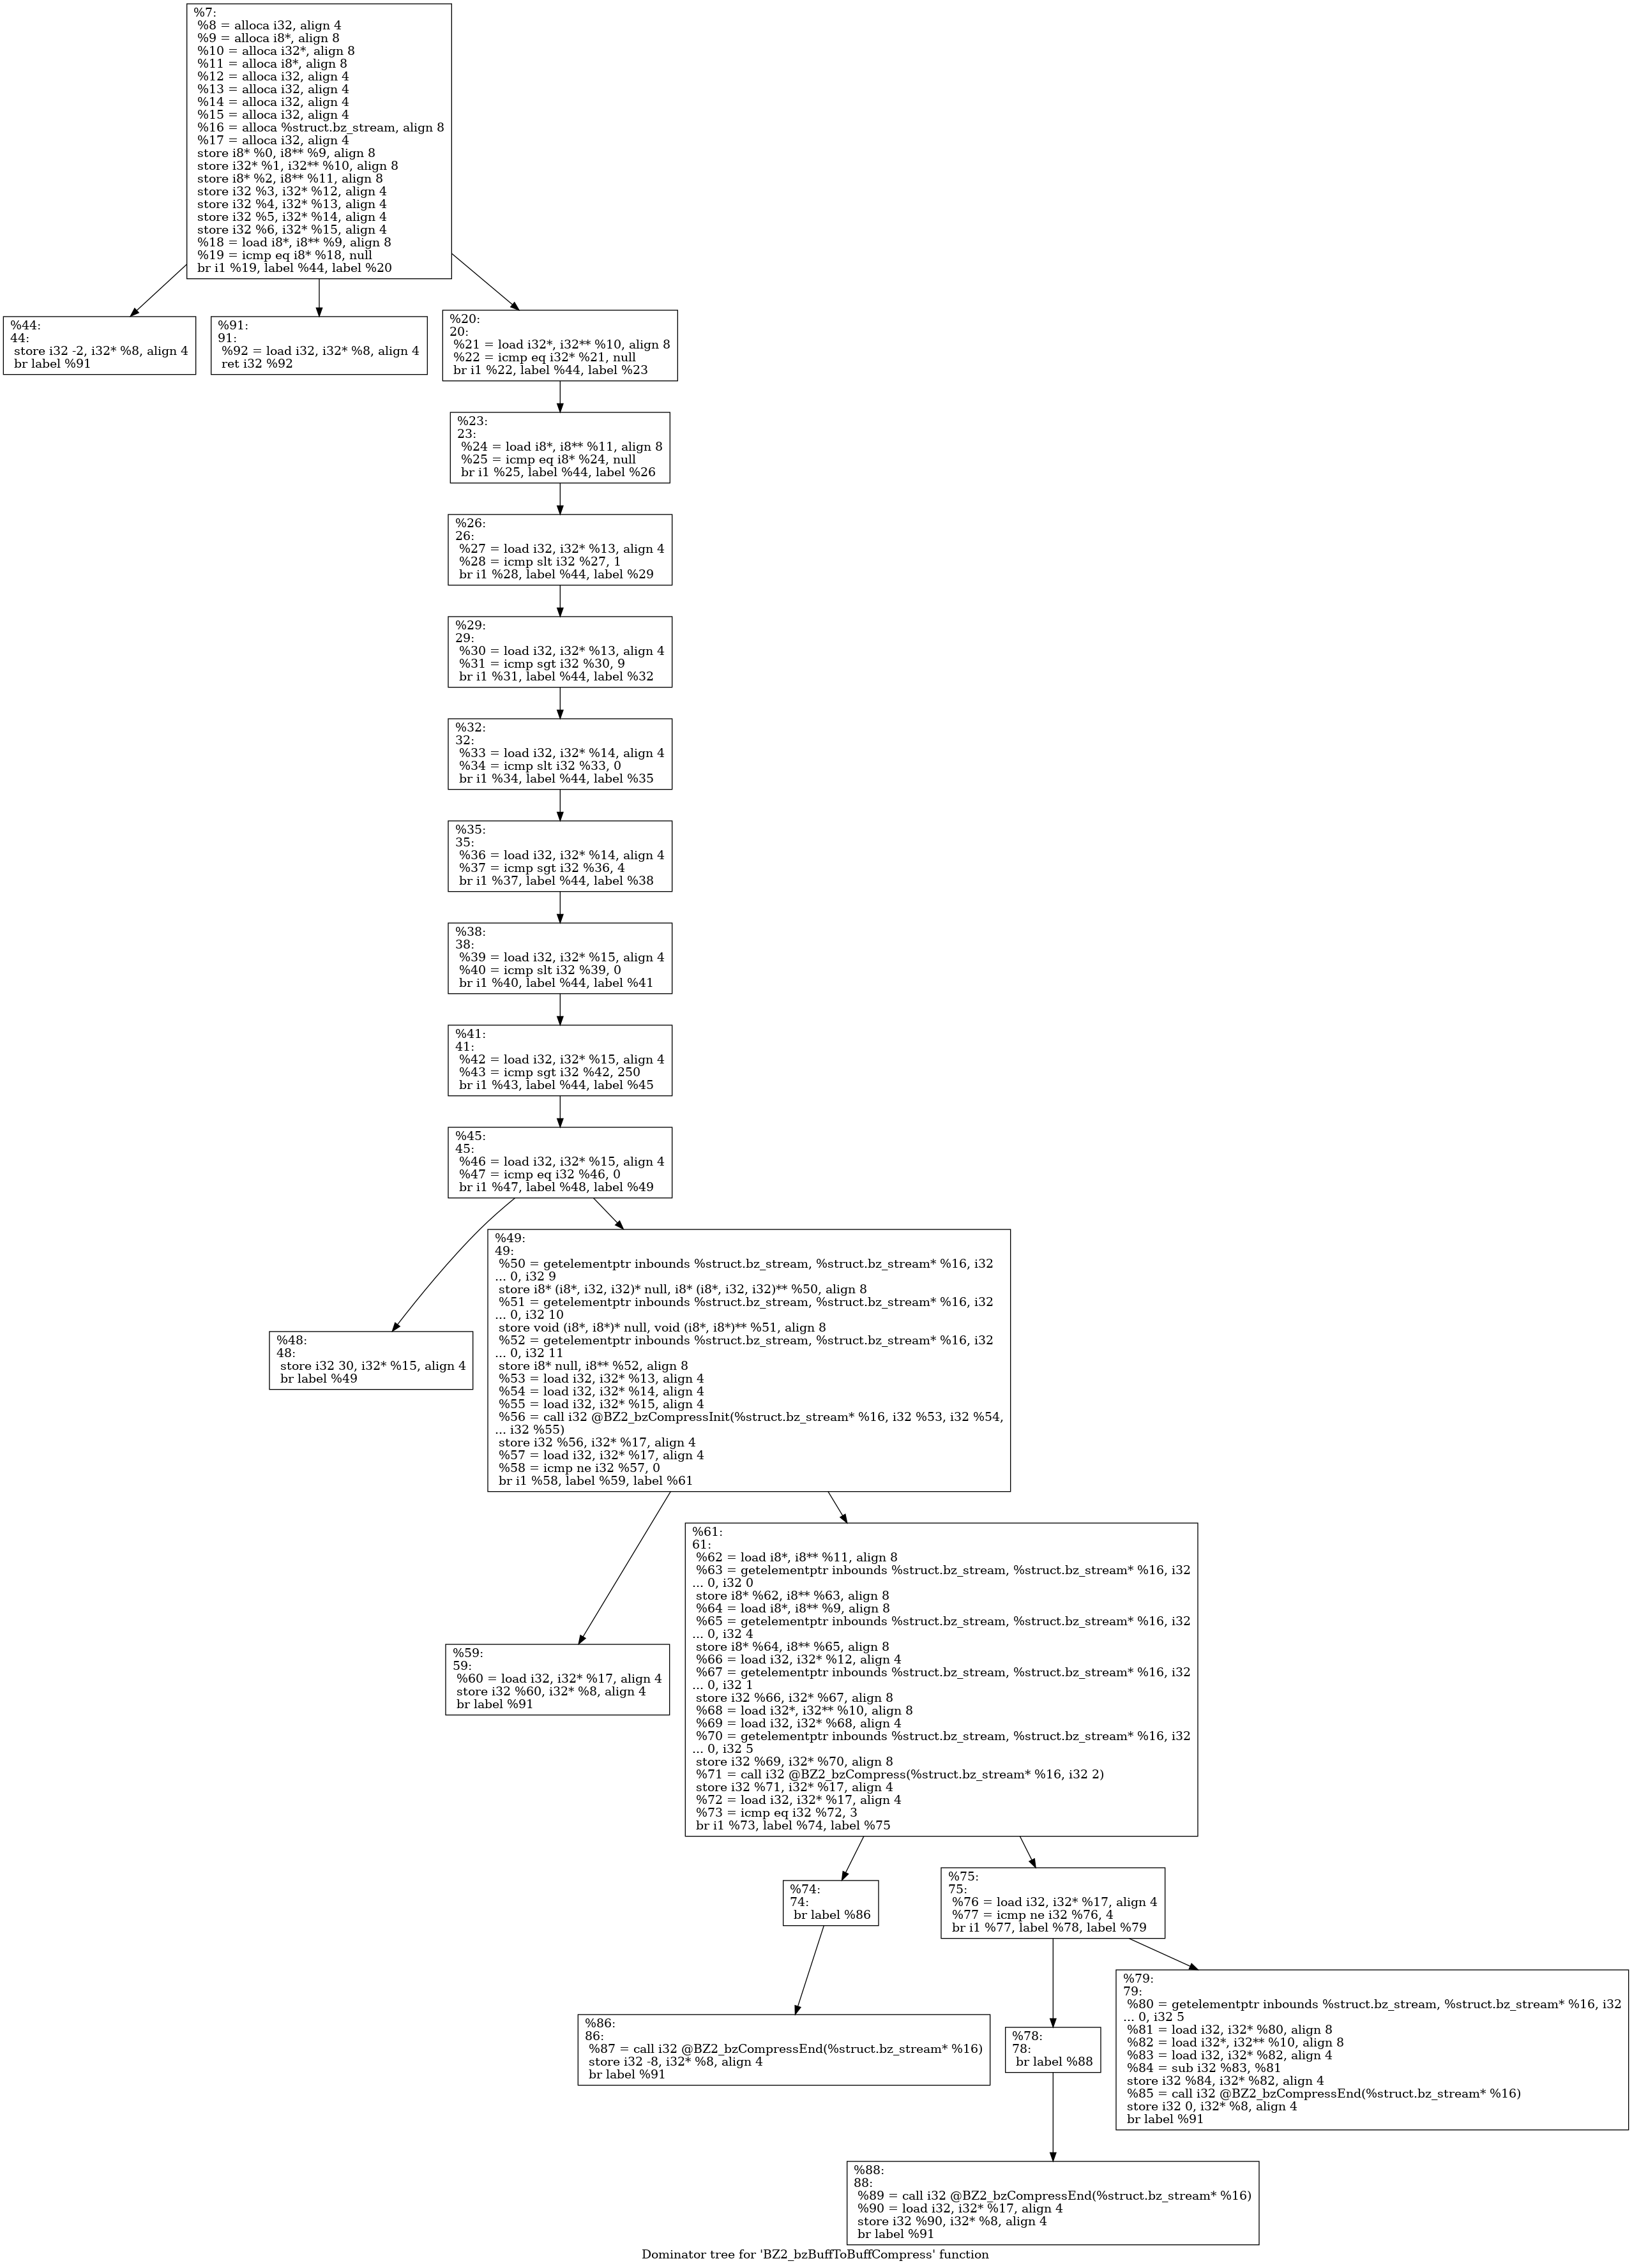 %7:
%8 = alloca i32, align 4
%9 = alloca i8*, align 8
%10 = alloca i32*, align 8
%11 = alloca i8*, align 8
%12 = alloca i32, align 4
%13 = alloca i32, align 4
%14 = alloca i32, align 4
%15 = alloca i32, align 4
%16 = alloca %struct.bz_stream, align 8
%17 = alloca i32, align 4
store i8* %0, i8** %9, align 8
store i32* %1, i32** %10, align 8
store i8* %2, i8** %11, align 8
store i32 %3, i32* %12, align 4
store i32 %4, i32* %13, align 4
store i32 %5, i32* %14, align 4
store i32 %6, i32* %15, align 4
%18 = load i8*, i8** %9, align 8
%19 = icmp eq i8* %18, null
br i1 %19, label %44, label %20
%44:
44:
store i32 -2, i32* %8, align 4
br label %91
%91:
91:
%92 = load i32, i32* %8, align 4
ret i32 %92
%20:
20:
%21 = load i32*, i32** %10, align 8
%22 = icmp eq i32* %21, null
br i1 %22, label %44, label %23
%23:
23:
%24 = load i8*, i8** %11, align 8
%25 = icmp eq i8* %24, null
br i1 %25, label %44, label %26
%26:
26:
%27 = load i32, i32* %13, align 4
%28 = icmp slt i32 %27, 1
br i1 %28, label %44, label %29
%29:
29:
%30 = load i32, i32* %13, align 4
%31 = icmp sgt i32 %30, 9
br i1 %31, label %44, label %32
%32:
32:
%33 = load i32, i32* %14, align 4
%34 = icmp slt i32 %33, 0
br i1 %34, label %44, label %35
%35:
35:
%36 = load i32, i32* %14, align 4
%37 = icmp sgt i32 %36, 4
br i1 %37, label %44, label %38
%38:
38:
%39 = load i32, i32* %15, align 4
%40 = icmp slt i32 %39, 0
br i1 %40, label %44, label %41
%41:
41:
%42 = load i32, i32* %15, align 4
%43 = icmp sgt i32 %42, 250
br i1 %43, label %44, label %45
%45:
45:
%46 = load i32, i32* %15, align 4
%47 = icmp eq i32 %46, 0
br i1 %47, label %48, label %49
%48:
48:
store i32 30, i32* %15, align 4
br label %49
%49:
49:
%50 = getelementptr inbounds %struct.bz_stream, %struct.bz_stream* %16, i32
... 0, i32 9
store i8* (i8*, i32, i32)* null, i8* (i8*, i32, i32)** %50, align 8
%51 = getelementptr inbounds %struct.bz_stream, %struct.bz_stream* %16, i32
... 0, i32 10
store void (i8*, i8*)* null, void (i8*, i8*)** %51, align 8
%52 = getelementptr inbounds %struct.bz_stream, %struct.bz_stream* %16, i32
... 0, i32 11
store i8* null, i8** %52, align 8
%53 = load i32, i32* %13, align 4
%54 = load i32, i32* %14, align 4
%55 = load i32, i32* %15, align 4
%56 = call i32 @BZ2_bzCompressInit(%struct.bz_stream* %16, i32 %53, i32 %54,
... i32 %55)
store i32 %56, i32* %17, align 4
%57 = load i32, i32* %17, align 4
%58 = icmp ne i32 %57, 0
br i1 %58, label %59, label %61
%59:
59:
%60 = load i32, i32* %17, align 4
store i32 %60, i32* %8, align 4
br label %91
%61:
61:
%62 = load i8*, i8** %11, align 8
%63 = getelementptr inbounds %struct.bz_stream, %struct.bz_stream* %16, i32
... 0, i32 0
store i8* %62, i8** %63, align 8
%64 = load i8*, i8** %9, align 8
%65 = getelementptr inbounds %struct.bz_stream, %struct.bz_stream* %16, i32
... 0, i32 4
store i8* %64, i8** %65, align 8
%66 = load i32, i32* %12, align 4
%67 = getelementptr inbounds %struct.bz_stream, %struct.bz_stream* %16, i32
... 0, i32 1
store i32 %66, i32* %67, align 8
%68 = load i32*, i32** %10, align 8
%69 = load i32, i32* %68, align 4
%70 = getelementptr inbounds %struct.bz_stream, %struct.bz_stream* %16, i32
... 0, i32 5
store i32 %69, i32* %70, align 8
%71 = call i32 @BZ2_bzCompress(%struct.bz_stream* %16, i32 2)
store i32 %71, i32* %17, align 4
%72 = load i32, i32* %17, align 4
%73 = icmp eq i32 %72, 3
br i1 %73, label %74, label %75
%74:
74:
br label %86
%75:
75:
%76 = load i32, i32* %17, align 4
%77 = icmp ne i32 %76, 4
br i1 %77, label %78, label %79
%86:
86:
%87 = call i32 @BZ2_bzCompressEnd(%struct.bz_stream* %16)
store i32 -8, i32* %8, align 4
br label %91
%78:
78:
br label %88
%79:
79:
%80 = getelementptr inbounds %struct.bz_stream, %struct.bz_stream* %16, i32
... 0, i32 5
%81 = load i32, i32* %80, align 8
%82 = load i32*, i32** %10, align 8
%83 = load i32, i32* %82, align 4
%84 = sub i32 %83, %81
store i32 %84, i32* %82, align 4
%85 = call i32 @BZ2_bzCompressEnd(%struct.bz_stream* %16)
store i32 0, i32* %8, align 4
br label %91
%88:
88:
%89 = call i32 @BZ2_bzCompressEnd(%struct.bz_stream* %16)
%90 = load i32, i32* %17, align 4
store i32 %90, i32* %8, align 4
br label %91
Dominator tree for 'BZ2_bzBuffToBuffCompress' function